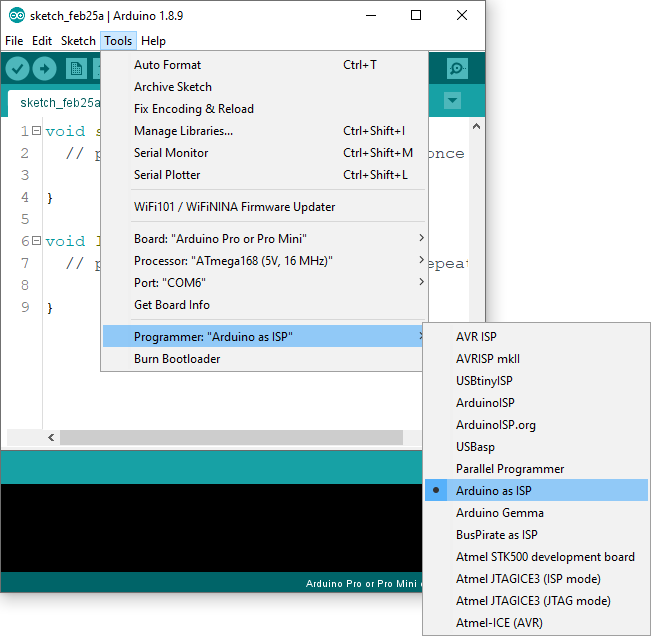 sketch_feb25a | Arduino 1.8.9
File Edit Sketch Tools Help
sketch_feb25a
Auto Format Ctrl+T
Archive Sketch
Fix Encoding & Reload
Manage Libraries... Ctrl+Shift+I
Serial Monitor Ctrl+Shift+M
Serial Plotter Ctrl+Shift+L
WiFi101 / WiFiNINA Firmware Updater
Board: "Arduino Pro or Pro Mini"
Processor: "ATmega168 (5V, 16 MHz)"
Port: "COM6"
Get Board Info
Programmer: "Arduino as ISP"
Burn Bootloader
1 void s
2 // p once
3
4 }
5
6 void l
7 // p epeat
8
9 }
AVR ISP
AVRISP mkII
USBtinyISP
ArduinoISP
ArduinoISP.org
USBasp
Parallel Programmer
Arduino as ISP
Arduino Gemma
BusPirate as ISP
Atmel STK500 development board
Atmel JTAGICE3 (ISP mode)
Atmel JTAGICE3 (JTAG mode)
Atmel-ICE (AVR)
Arduino Pro or Pro Mini